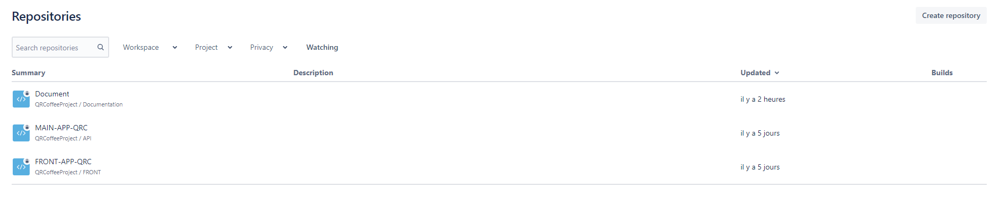 Repositories
Create repository
Search repositories
Workspace
Project
Privacy
Watching
Summary
Description
Updated
Builds
Document
QRCoffeeProject / Documentation
il y a 2 heures
MAIN-APP-QRC
QRCoffeeProject / API
il y a 5 jours
FRONT-APP-QRC
QRCoffeeProject / FRONT
il y a 5 jours